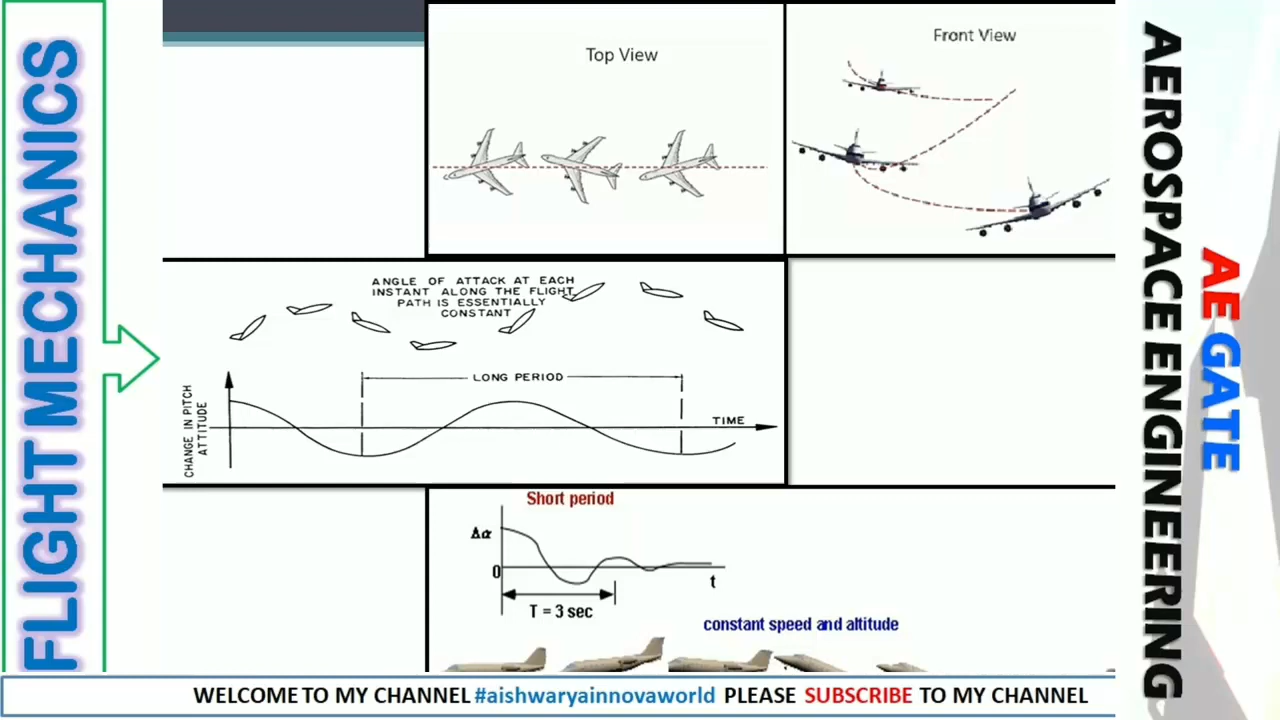 FLIGHT MECHANICS
Top View
Front View
ANGLE OF ATTACK AT EACH
INSTANT ALONG THE FLIGHT
PATH IS ESSENTIALLY
CONSTANT
LONG PERIOD
CHANGE IN PITCH
ATTITUDE
TIME
Short period
Δα
0
t
T = 3 sec
constant speed and altitude
AEROSPACE ENGINEERING
AE GATE
WELCOME TO MY CHANNEL #aishwaryainnovaworld PLEASE SUBSCRIBE TO MY CHANNEL